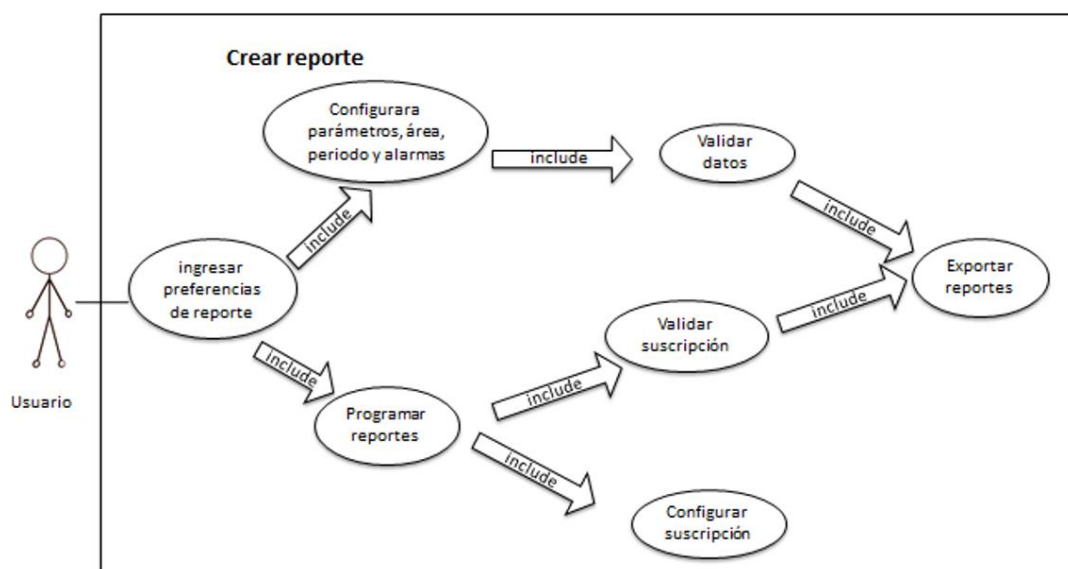 Crear reporte
Configurara
parámetros, área,
periodo y alarmas
include
Validar
datos
include
include
ingresar
preferencias
de reporte
Exportar
reportes
include
Validar
suscripción
include
include
Usuario
Programar
reportes
include
Configurar
suscripción